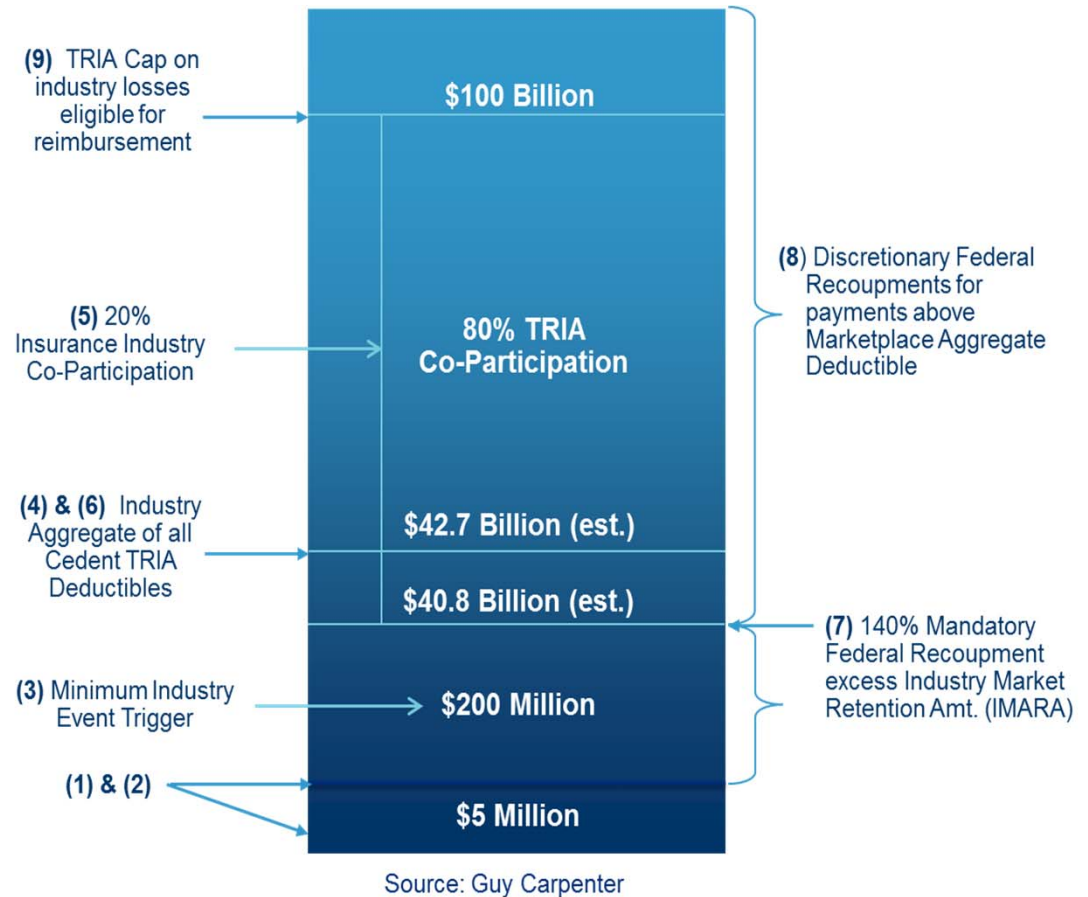 (9) TRIA Cap on
industry losses
eligible for
reimbursement
$100 Billion
(8) Discretionary Federal
Recoupments for
payments above
Marketplace Aggregate
Deductible
(5) 20%
Insurance Industry
Co-Participation
80% TRIA
Co-Participation
(4) & (6) Industry
Aggregate of all
Cedent TRIA
Deductibles
$42.7 Billion (est.)
$40.8 Billion (est.)
(7) 140% Mandatory
Federal Recoupment
excess Industry Market
Retention Amt. (IMARA)
(3) Minimum Industry
Event Trigger
$200 Million
(1) & (2)
$5 Million
Source: Guy Carpenter